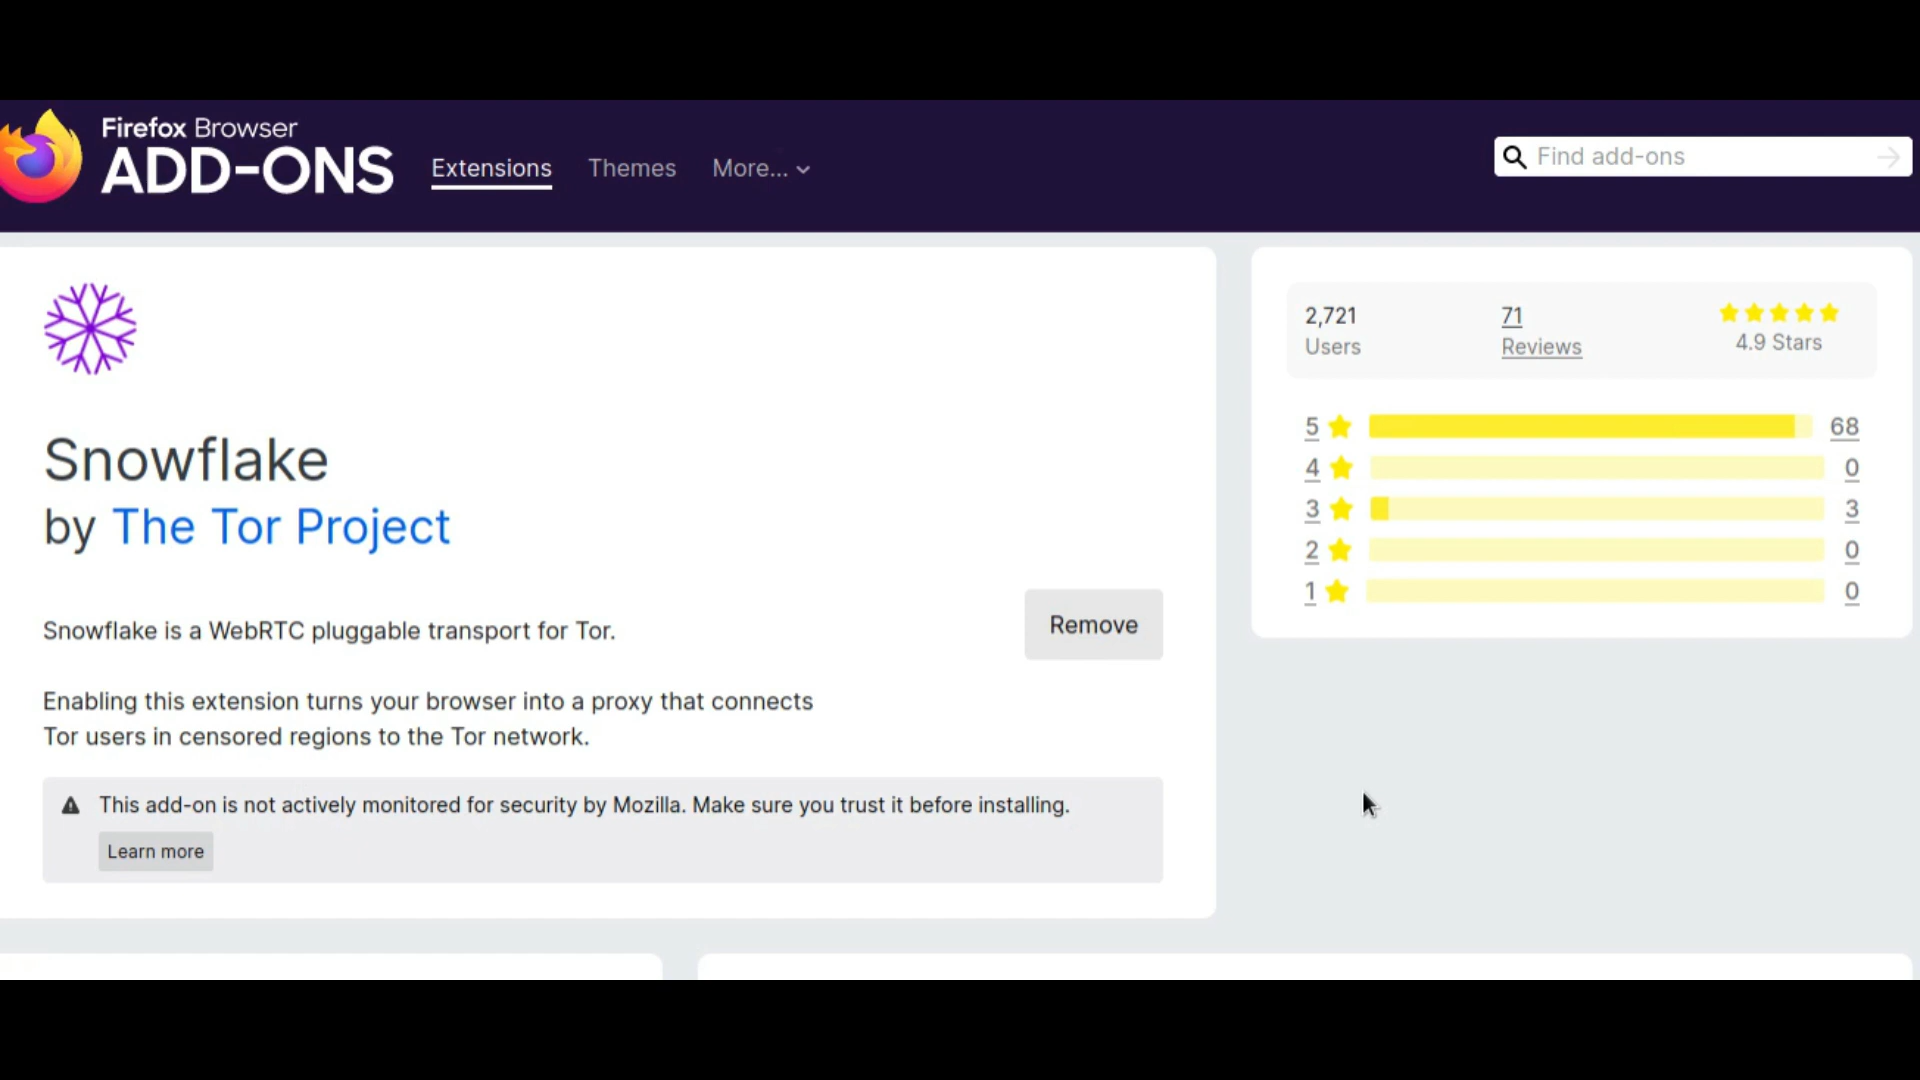 Firefox Browser
ADD-ONS
Extensions
Themes
More...
Find add-ons
Snowflake
by The Tor Project
Snowflake is a WebRTC pluggable transport for Tor.
Remove
Enabling this extension turns your browser into a proxy that connects
Tor users in censored regions to the Tor network.
This add-on is not actively monitored for security by Mozilla. Make sure you trust it before installing.
Learn more
2,721
Users
71
Reviews
4.9 Stars
5 68
4 0
3 3
2 0
1 0